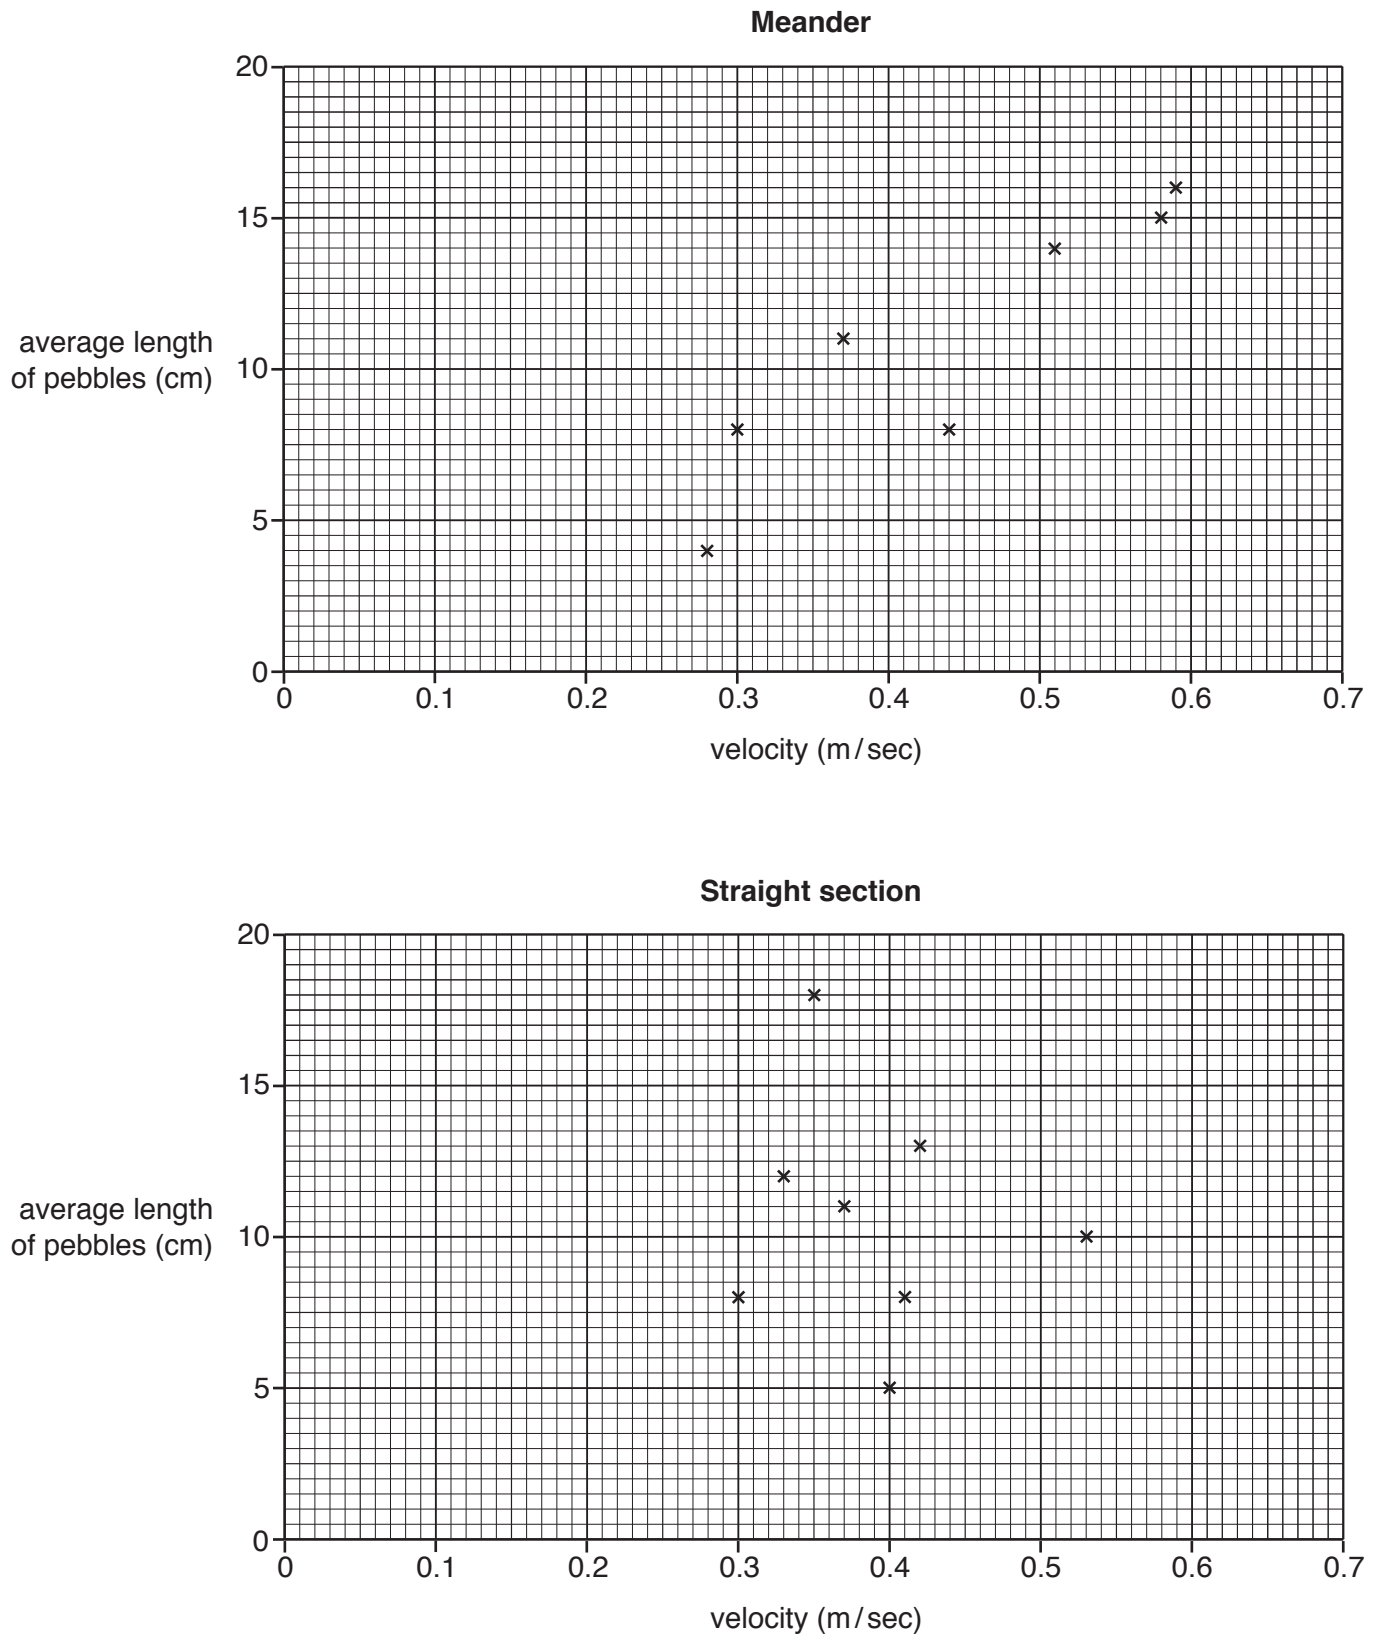 Meander
20
15
average length
of pebbles (cm)
10
5
0
0 0.1 0.2 0.3 0.4 0.5 0.6 0.7
velocity (m / sec)
Straight section
20
15
average length
of pebbles (cm)
10
5
0
0 0.1 0.2 0.3 0.4 0.5 0.6 0.7
velocity (m / sec)